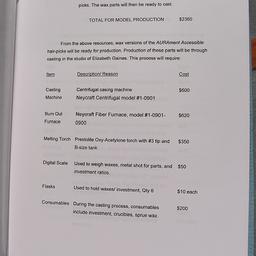 picks. The wax parts will then be ready to cast.
TOTAL FOR MODEL PRODUCTION $2360
From the above resources, wax versions of the AURAment Accessible
hair-picks will be ready for production. Production of these parts will be through
casting in the studio of Elizabeth Gaines. This process will require:
Item Description/ Reason Cost
Casting Centrifugal casing machine $600
Machine Neycraft Centrifugal model #1-0901
Burn Out Neycraft Fiber Furnace, model #1-0901- $620
Furnace 0900
Melting Torch Prestolite Oxy-Acetylene torch with #3 tip and $350
B-size tank
Digital Scale Used to weigh waxes, metal shot for parts, and $50
investment ratios.
Flasks Used to hold waxes/ investment, Qty 6 $10 each
Consumables During the casting process, consumables $200
include investment, crucibles, sprue wax.